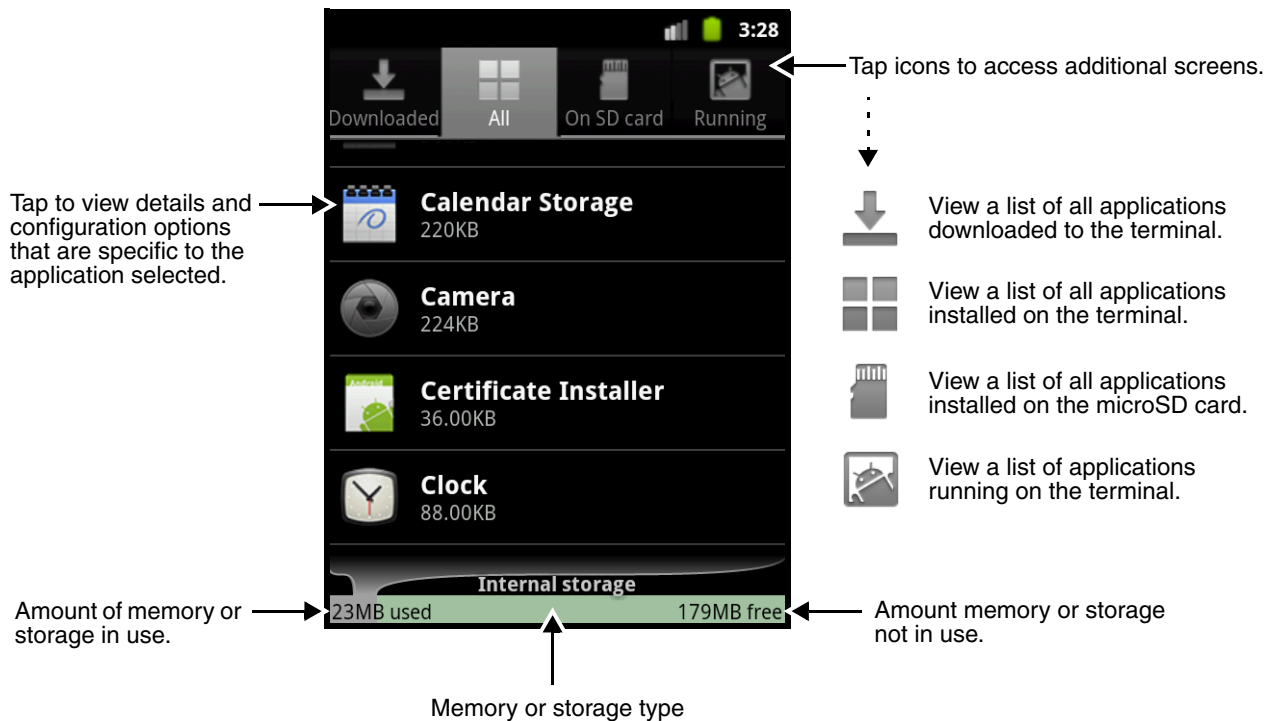 3:28
Downloaded
All
On SD card
Running
Tap icons to access additional screens.
Tap to view details and
configuration options
that are specific to the
application selected.
Calendar Storage
220KB
Camera
224KB
Certificate Installer
36.00KB
Clock
88.00KB
View a list of all applications
downloaded to the terminal.
View a list of all applications
installed on the terminal.
View a list of all applications
installed on the microSD card.
View a list of applications
running on the terminal.
Internal storage
23MB used
179MB free
Amount of memory or
storage in use.
Amount memory or storage
not in use.
Memory or storage type
Android